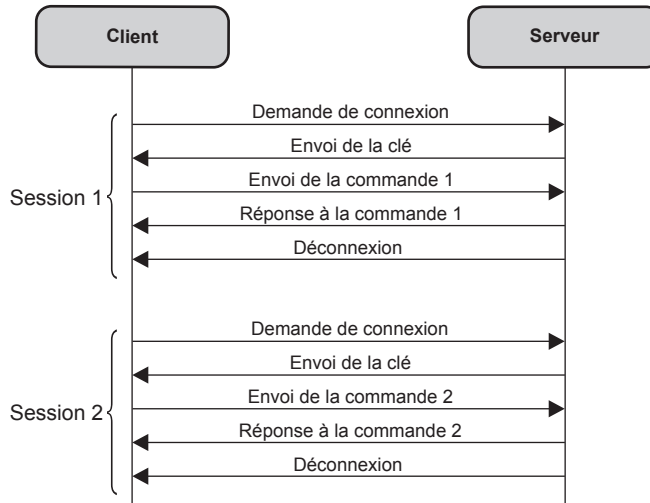 Client
Serveur
Demande de connexion
Envoi de la clé
Envoi de la commande 1
Session 1
Réponse à la commande 1
Déconnexion
Demande de connexion
Envoi de la clé
Envoi de la commande 2
Session 2
Réponse à la commande 2
Déconnexion